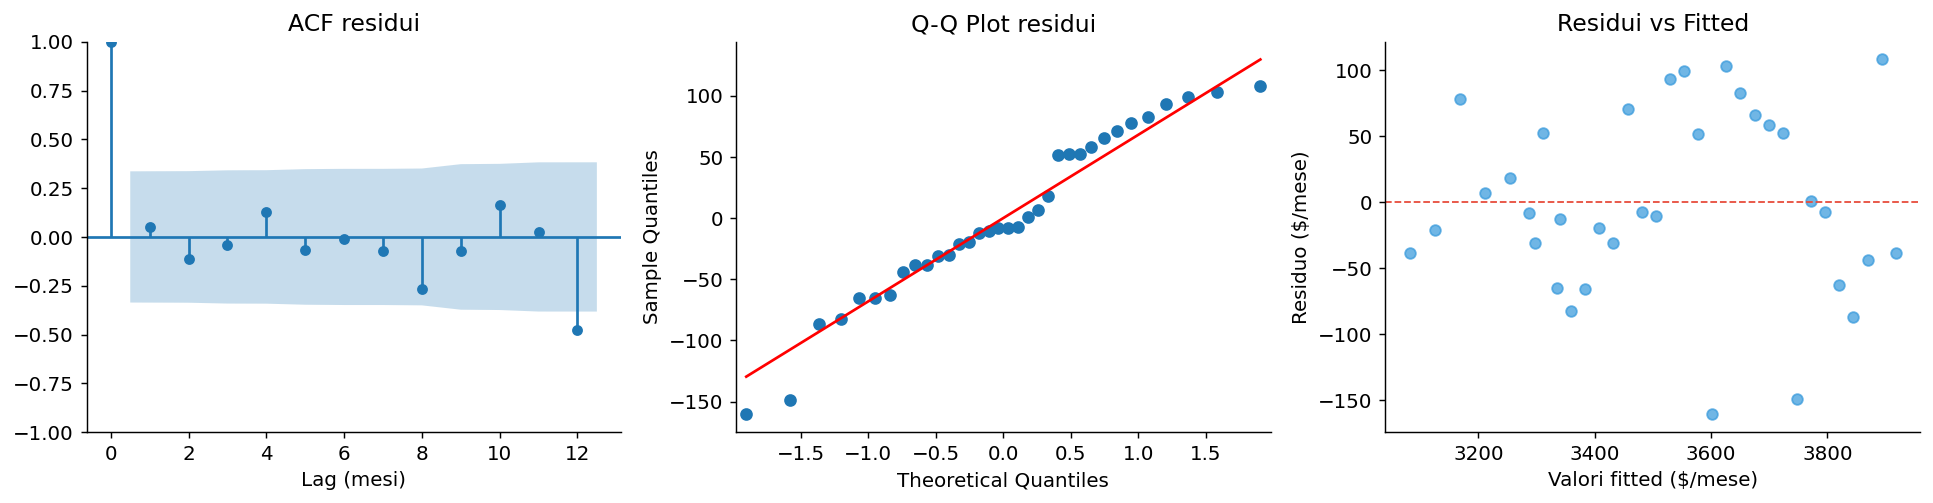 ACF residui
1.00
0.75
0.50
0.25
0.00
−0.25
−0.50
−0.75
−1.00
0 2 4 6 8 10 12
Lag (mesi)
Q-Q Plot residui
Sample Quantiles
100
50
0
−50
−100
−150
−1.5 −1.0 −0.5 0.0 0.5 1.0 1.5
Theoretical Quantiles
Residui vs Fitted
Residuo ($/mese)
100
50
0
−50
−100
−150
3200 3400 3600 3800
Valori fitted ($/mese)